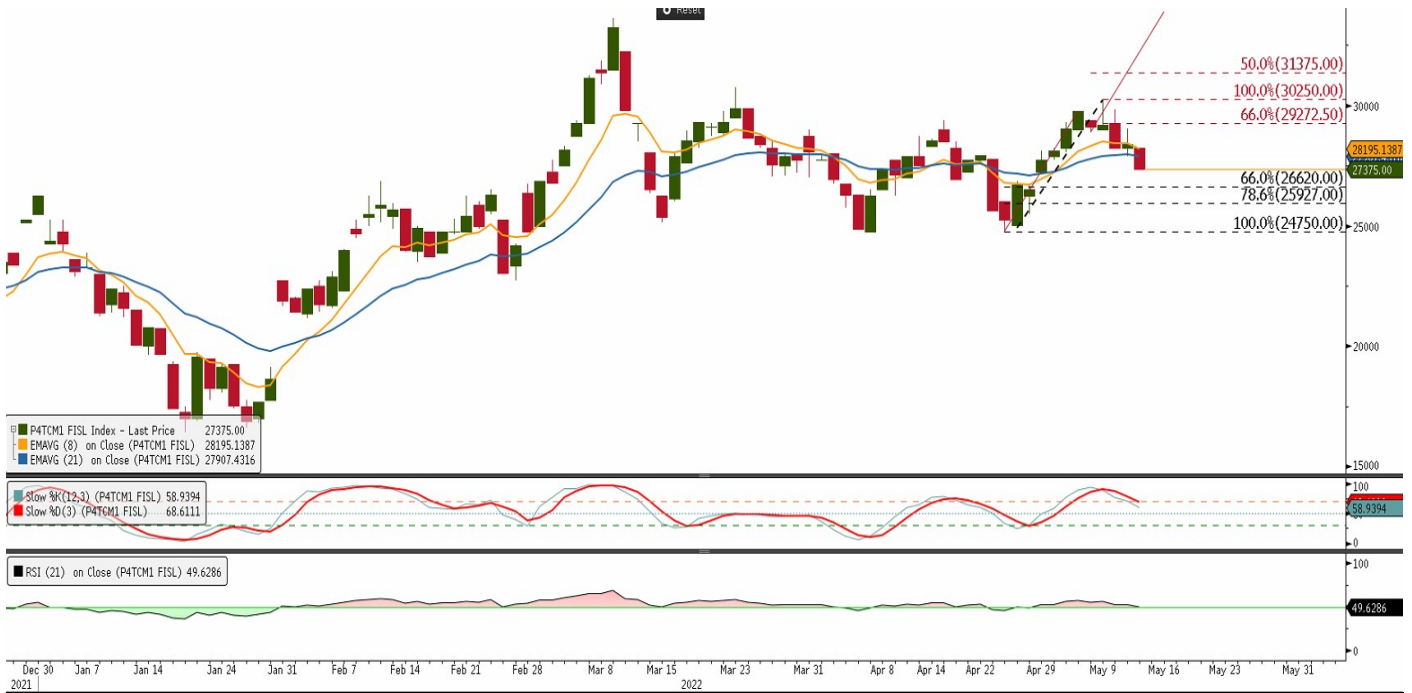 Reset
50.0%(31375.00)
100.0%(30250.00)
66.0%(29272.50)
30000
28195.1387
27375.00
66.0%(26620.00)
78.6%(25927.00)
100.0%(24750.00)
25000
20000
15000
P4TCM1 FISL Index - Last Price 27375.00
EMAVG (8) on Close (P4TCM1 FISL) 28195.1387
EMAVG (21) on Close (P4TCM1 FISL) 27907.4316
Slow %K(12,3) (P4TCM1 FISL) 58.9394
Slow %D(3) (P4TCM1 FISL) 68.6111
100
58.9394
0
RSI (21) on Close (P4TCM1 FISL) 49.6286
100
49.6286
0
Dec 30 Jan 7 Jan 14 Jan 24 Jan 31 Feb 7 Feb 14 Feb 21 Feb 28 Mar 8 Mar 15 Mar 23 Mar 31 Apr 8 Apr 14 Apr 22 Apr 29 May 9 May 16 May 23 May 31
2021 2022